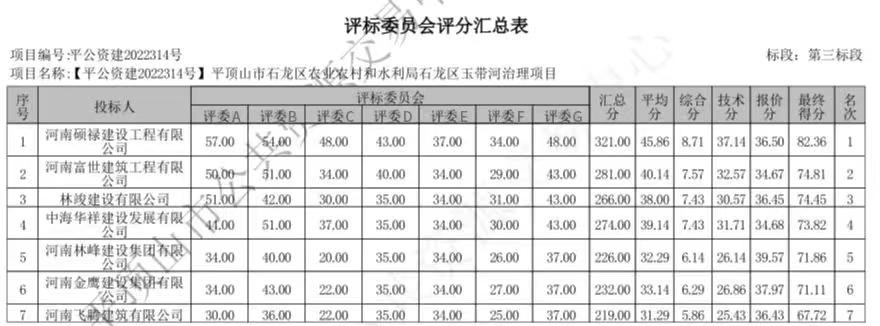 评标委员会评分汇总表
项目编号:平公资建2022314号 标段：第三标段
项目名称:【平公资建2022314号】平顶山市石龙区农业农村和水利局石龙区玉带河治理项目
序号 投标人 评标委员会 汇总分 平均分 综合分 技术分 报价分 最终得分 名次
评委A 评委B 评委C 评委D 评委E 评委F 评委G
1 河南硕禄建设工程有限公司 57.00 54.00 48.00 43.00 37.00 34.00 48.00 321.00 45.86 8.71 37.14 36.50 82.36 1
2 河南富世建筑工程有限公司 50.00 51.00 34.00 40.00 34.00 29.00 43.00 281.00 40.14 7.57 32.57 34.67 74.81 2
3 林竣建设有限公司 51.00 42.00 30.00 35.00 34.00 31.00 43.00 266.00 38.00 7.43 30.57 36.45 74.45 3
4 中海华祥建设发展有限公司 44.00 51.00 37.00 35.00 34.00 30.00 43.00 274.00 39.14 7.43 31.71 34.68 73.82 4
5 河南林峰建设集团有限公司 34.00 40.00 20.00 35.00 34.00 26.00 37.00 226.00 32.29 6.14 26.14 39.57 71.86 5
6 河南金鹰建设集团有限公司 34.00 43.00 22.00 35.00 34.00 27.00 37.00 232.00 33.14 6.29 26.86 37.97 71.11 6
7 河南飞腾建筑有限公司 30.00 36.00 22.00 35.00 34.00 25.00 37.00 219.00 31.29 5.86 25.43 36.43 67.72 7